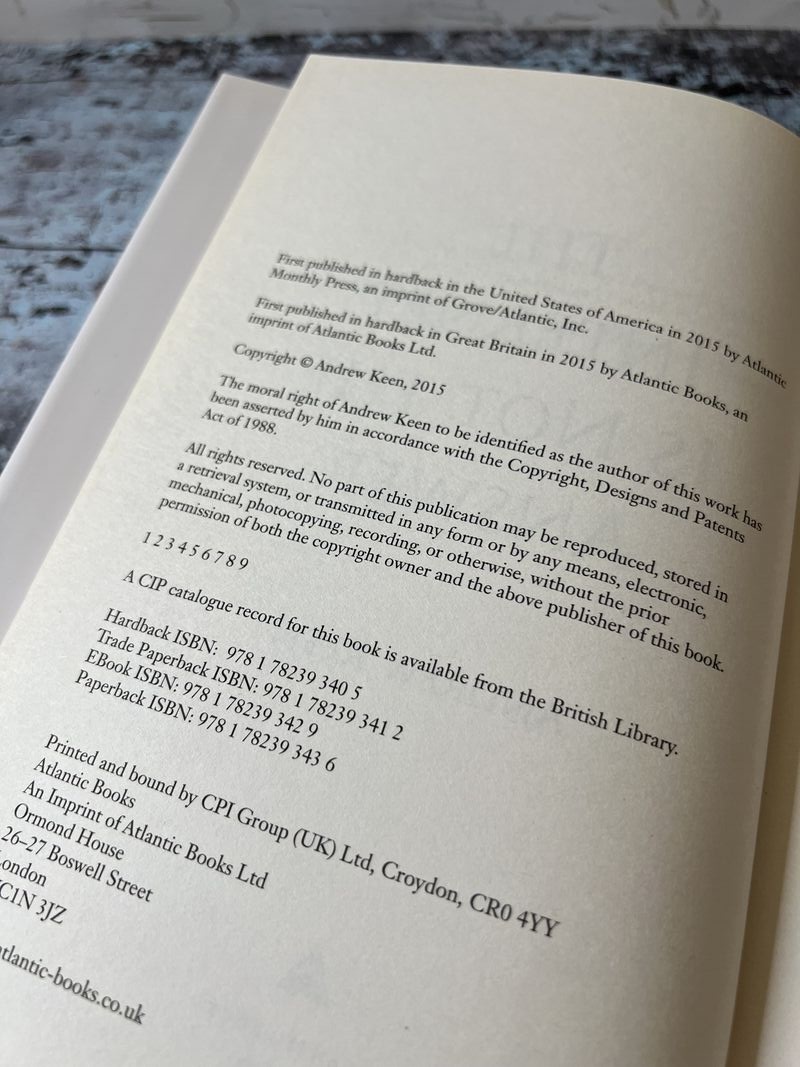 First published in hardback in the United States of America in 2015 by Atlantic
Monthly Press, an imprint of Grove/Atlantic, Inc.
First published in hardback in Great Britain in 2015 by Atlantic Books, an
imprint of Atlantic Books Ltd.
Copyright © Andrew Keen, 2015
The moral right of Andrew Keen to be identified as the author of this work has
been asserted by him in accordance with the Copyright, Designs and Patents
Act of 1988.
All rights reserved. No part of this publication may be reproduced, stored in
a retrieval system, or transmitted in any form or by any means, electronic,
mechanical, photocopying, recording, or otherwise, without the prior
permission of both the copyright owner and the above publisher of this book.
1 2 3 4 5 6 7 8 9
A CIP catalogue record for this book is available from the British Library.
Hardback ISBN: 978 1 78239 340 5
Trade Paperback ISBN: 978 1 78239 341 2
EBook ISBN: 978 1 78239 342 9
Paperback ISBN: 978 1 78239 343 6
Printed and bound by CPI Group (UK) Ltd, Croydon, CR0 4YY
Atlantic Books
An Imprint of Atlantic Books Ltd
Ormond House
26–27 Boswell Street
ondon
C1N 3JZ
tlantic-books.co.uk